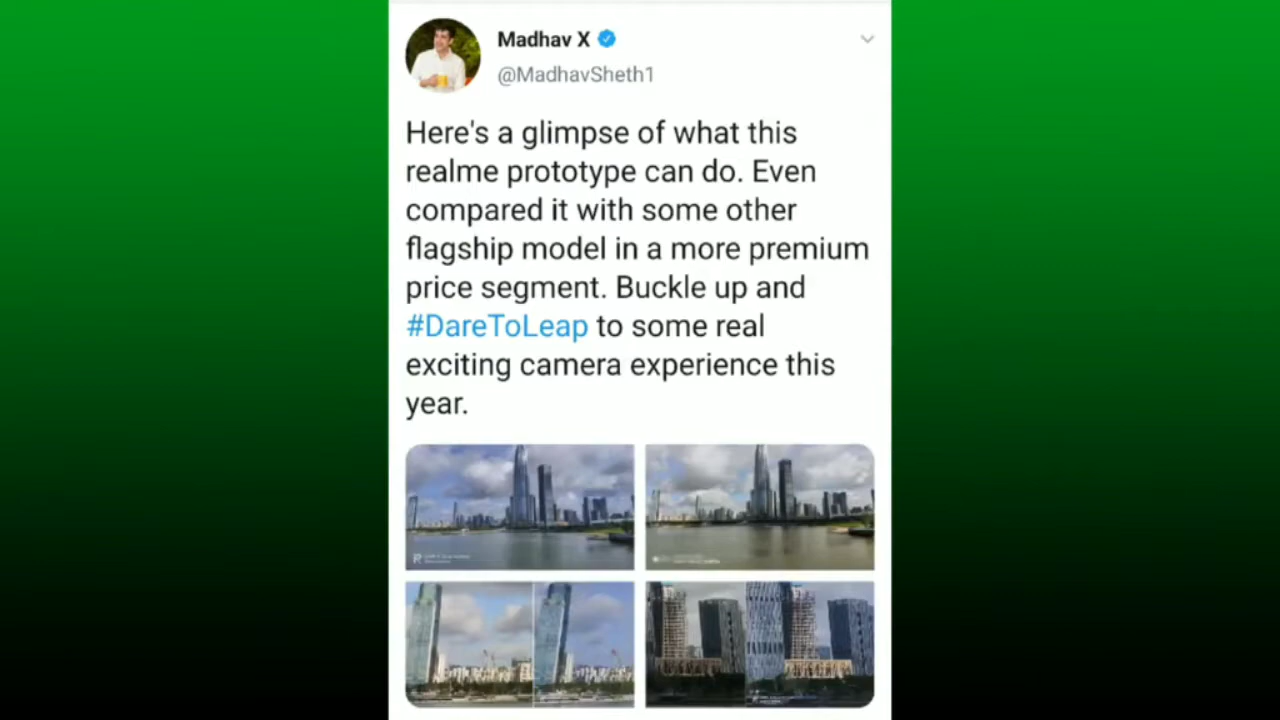 Madhav X
@MadhavSheth1
Here's a glimpse of what this
realme prototype can do. Even
compared it with some other
flagship model in a more premium
price segment. Buckle up and
#DareToLeap to some real
exciting camera experience this
year.